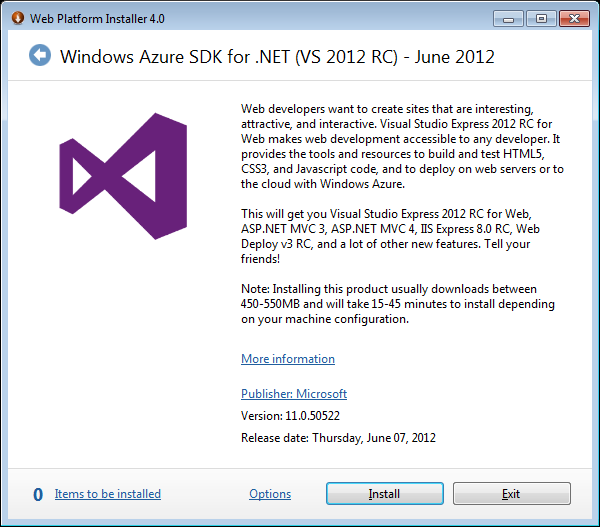 Web Platform Installer 4.0
Windows Azure SDK for .NET (VS 2012 RC) - June 2012
Web developers want to create sites that are interesting,
attractive, and interactive. Visual Studio Express 2012 RC for
Web makes web development accessible to any developer. It
provides the tools and resources to build and test HTML5,
CSS3, and Javascript code, and to deploy on web servers or to
the cloud with Windows Azure.
This will get you Visual Studio Express 2012 RC for Web,
ASP.NET MVC 3, ASP.NET MVC 4, IIS Express 8.0 RC, Web
Deploy v3 RC, and a lot of other new features. Tell your
friends!
Note: Installing this product usually downloads between
450-550MB and will take 15-45 minutes to install depending
on your machine configuration.
More information
Publisher: Microsoft
Version: 11.0.50522
Release date: Thursday, June 07, 2012
0 Items to be installed Options Install Exit